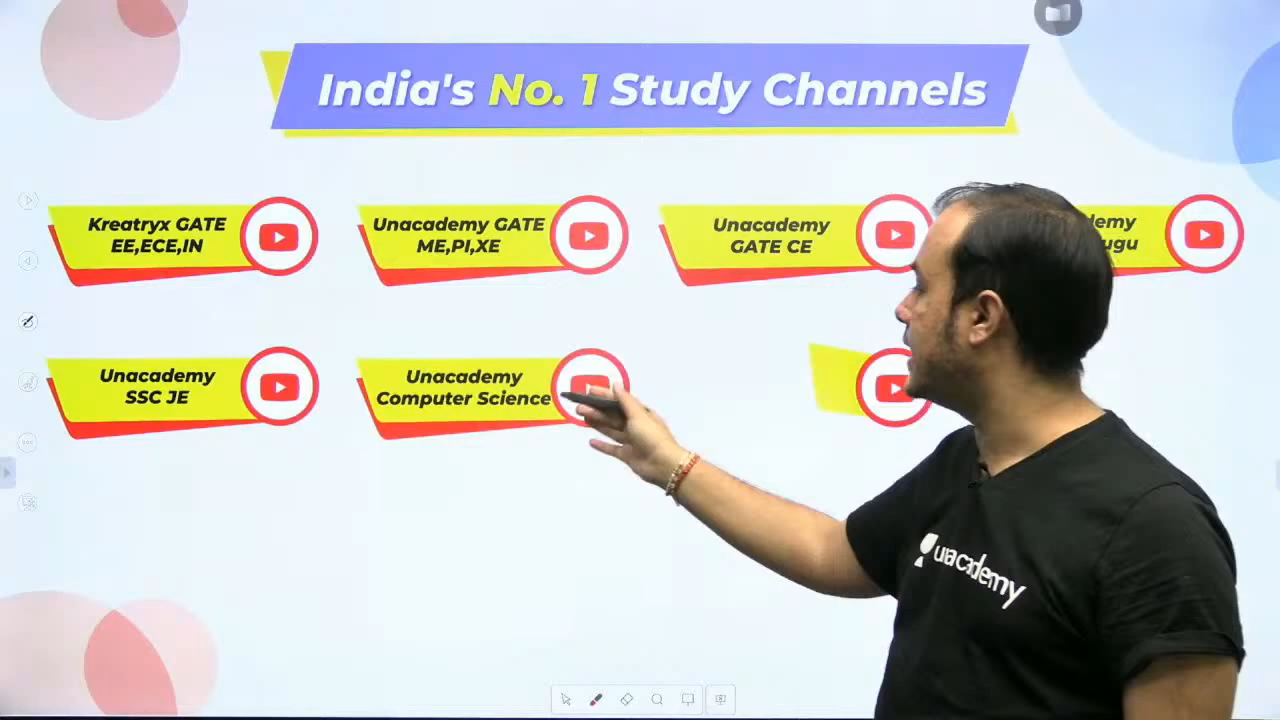 India's No. 1 Study Channels
Kreatryx GATE
EE,ECE,IN
Unacademy GATE
ME,PI,XE
Unacademy
GATE CE
Unacademy
SSC JE
Unacademy
Computer Science
unacademy